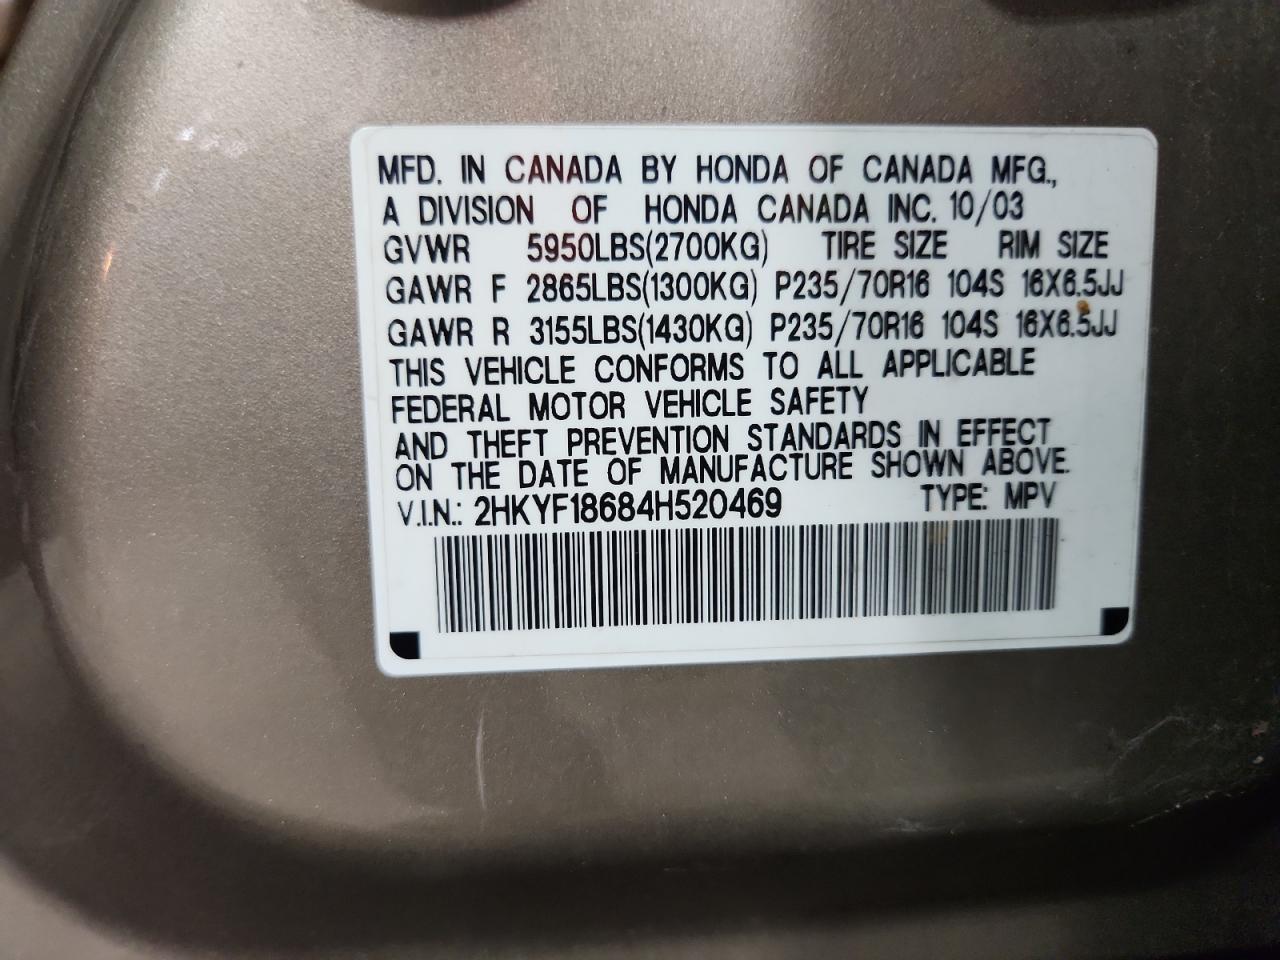 MFD. IN CANADA BY HONDA OF CANADA MFG.,
A DIVISION OF HONDA CANADA INC. 10/03
GVWR 5950LBS(2700KG) TIRE SIZE RIM SIZE
GAWR F 2865LBS(1300KG) P235/70R16 104S 16X6.5JJ
GAWR R 3155LBS(1430KG) P235/70R16 104S 16X6.5JJ
THIS VEHICLE CONFORMS TO ALL APPLICABLE
FEDERAL MOTOR VEHICLE SAFETY
AND THEFT PREVENTION STANDARDS IN EFFECT
ON THE DATE OF MANUFACTURE SHOWN ABOVE.
V.I.N.: 2HKYF18684H520469 TYPE: MPV